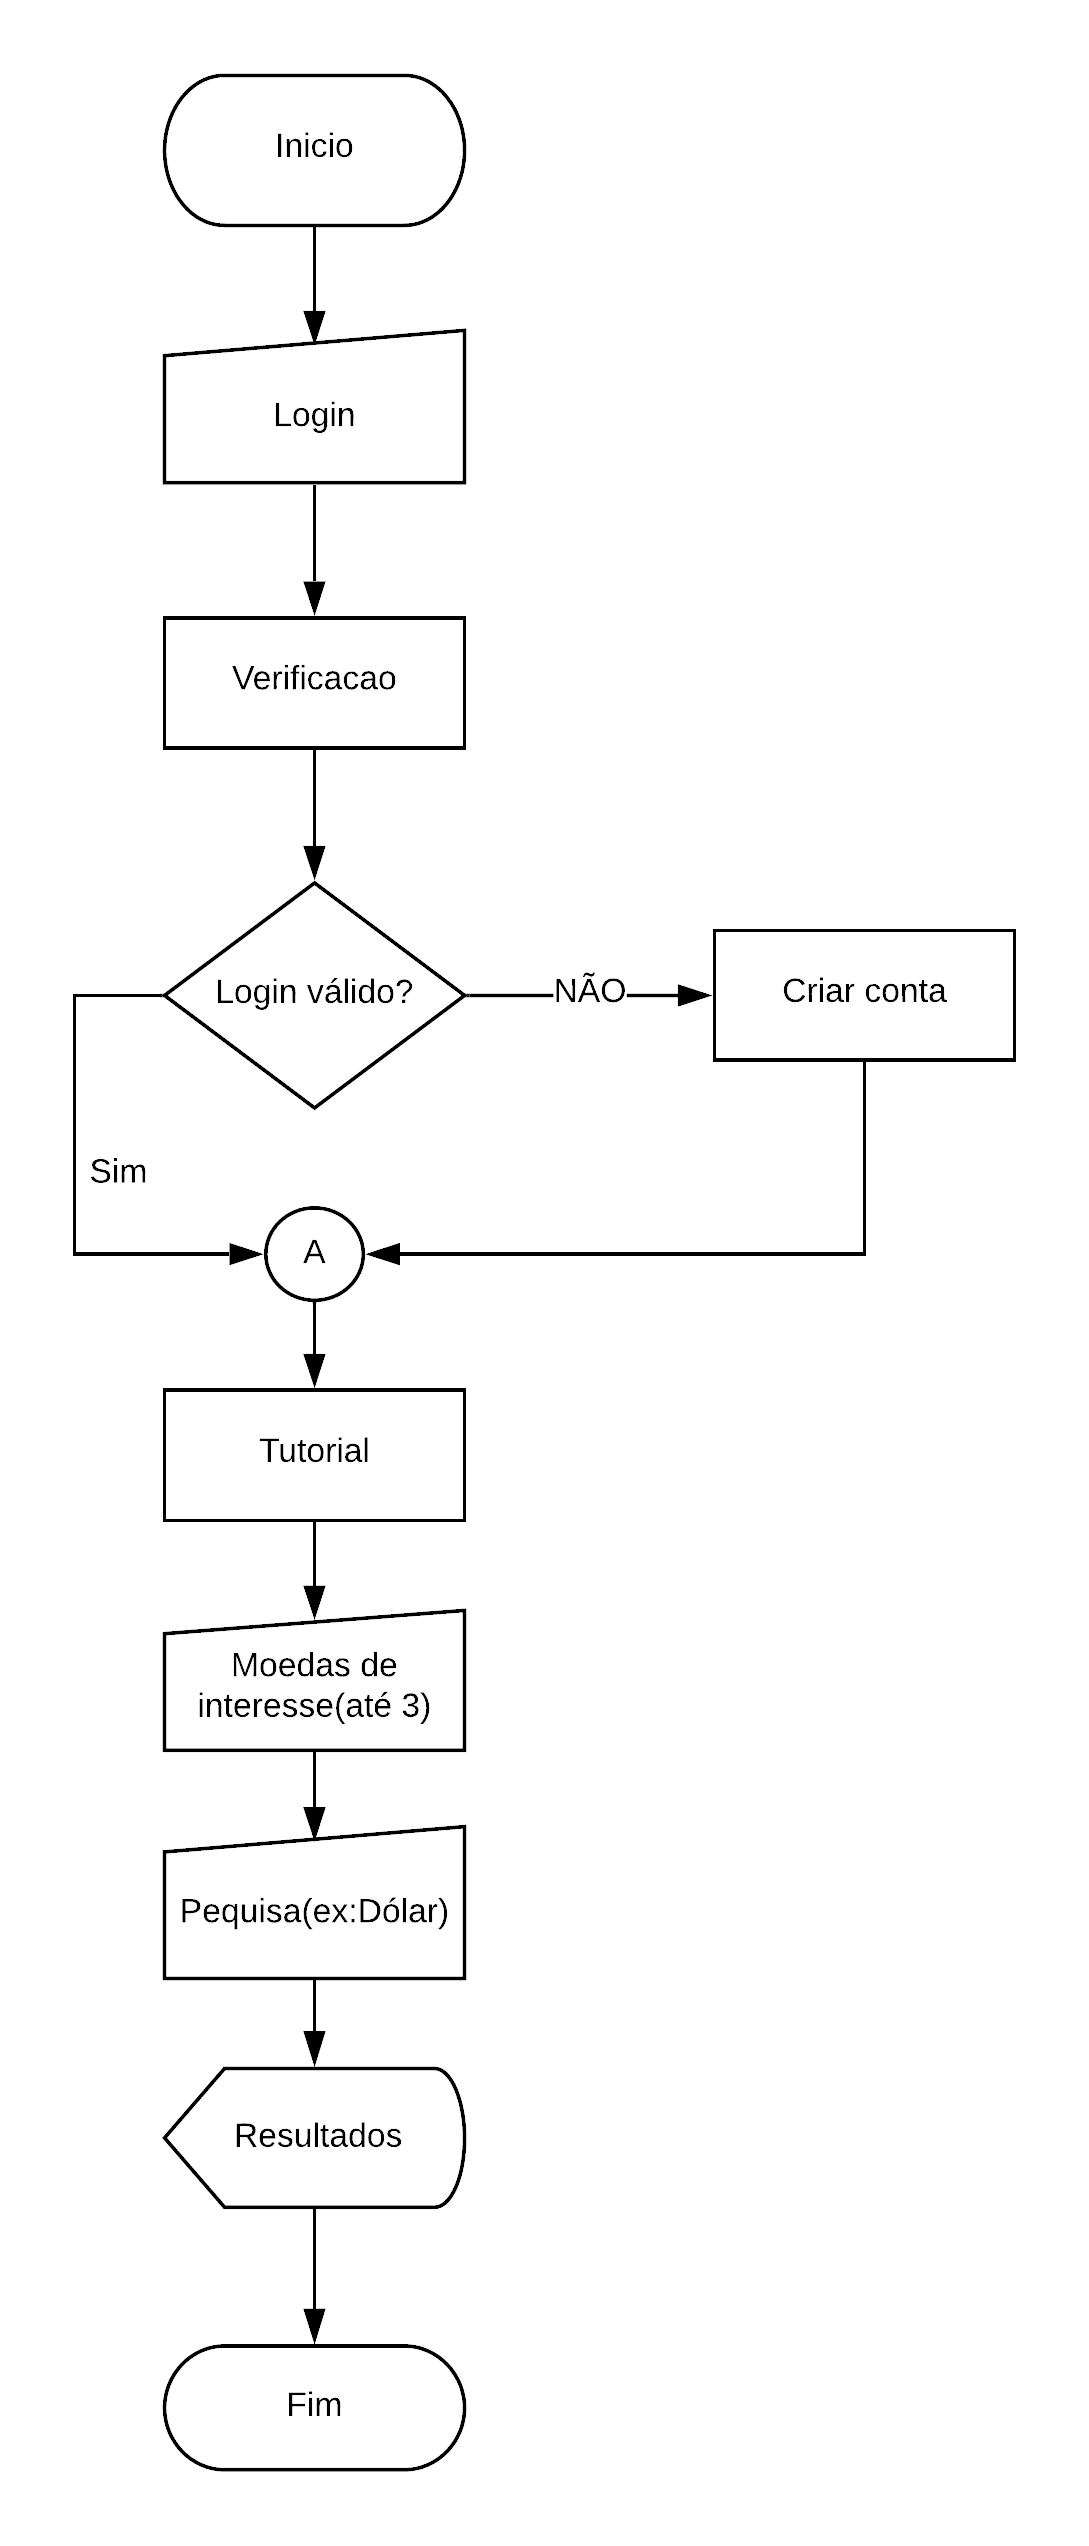 Inicio
Login
Verificacao
Login válido?
NÃO
Criar conta
Sim
A
Tutorial
Moedas de
interesse(até 3)
Pequisa(ex:Dólar)
Resultados
Fim